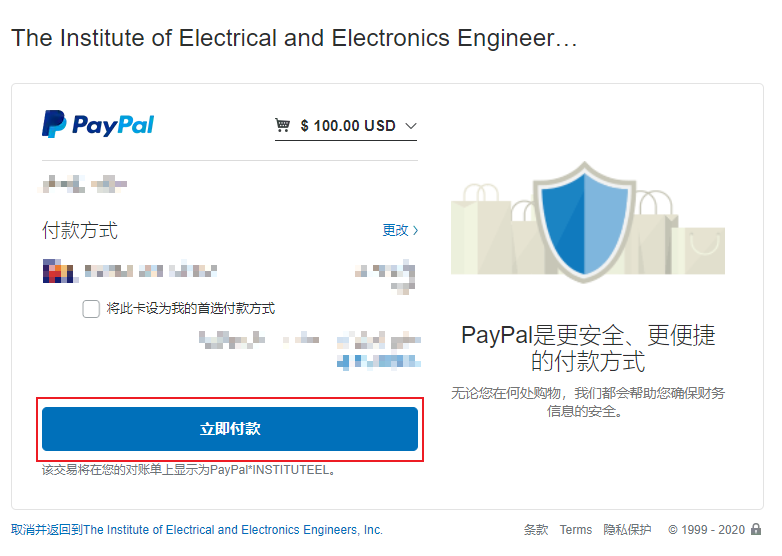 The Institute of Electrical and Electronics Engineer…
PayPal
$ 100.00 USD
付款方式
更改
将此卡设为我的首选付款方式
立即付款
该交易将在您的对账单上显示为PayPal*INSTITUTEEL。
PayPal是更安全、更便捷
的付款方式
无论您在何处购物，我们都会帮助您确保财务
信息的安全。
取消并返回到The Institute of Electrical and Electronics Engineers, Inc.
条款 Terms 隐私保护 © 1999 - 2020